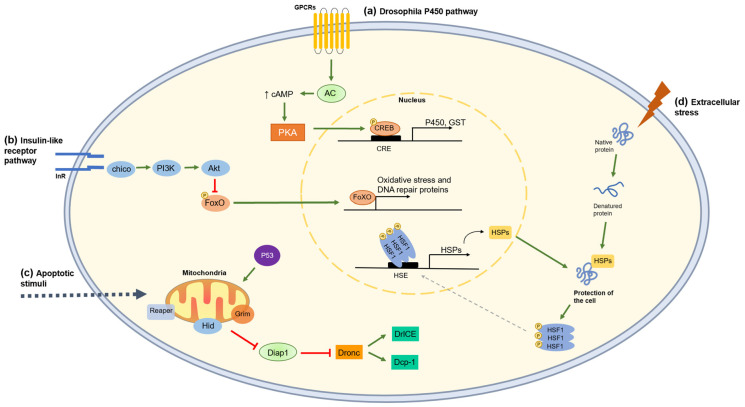 (a) Drosophila P450 pathway
GPCRs
AC
↑ cAMP
PKA
Nucleus
P
CREB
P450, GST
CRE
(b) Insulin-like
receptor
pathway
InR
chico
PI3K
Akt
P
FoxO
FoXO
Oxidative stress and
DNA repair proteins
P
P
P
HSF1
HSF1
HSF1
HSPs
HSE
HSPs
(d) Extracellular
stress
Native
protein
Denatured
protein
HSPs
Protection of
the cell
P
P
P
HSF1
HSF1
HSF1
(c) Apoptotic
stimuli
P53
Mitochondria
Reaper
Hid
Grim
Diap1
Dronc
DrICE
Dcp-1